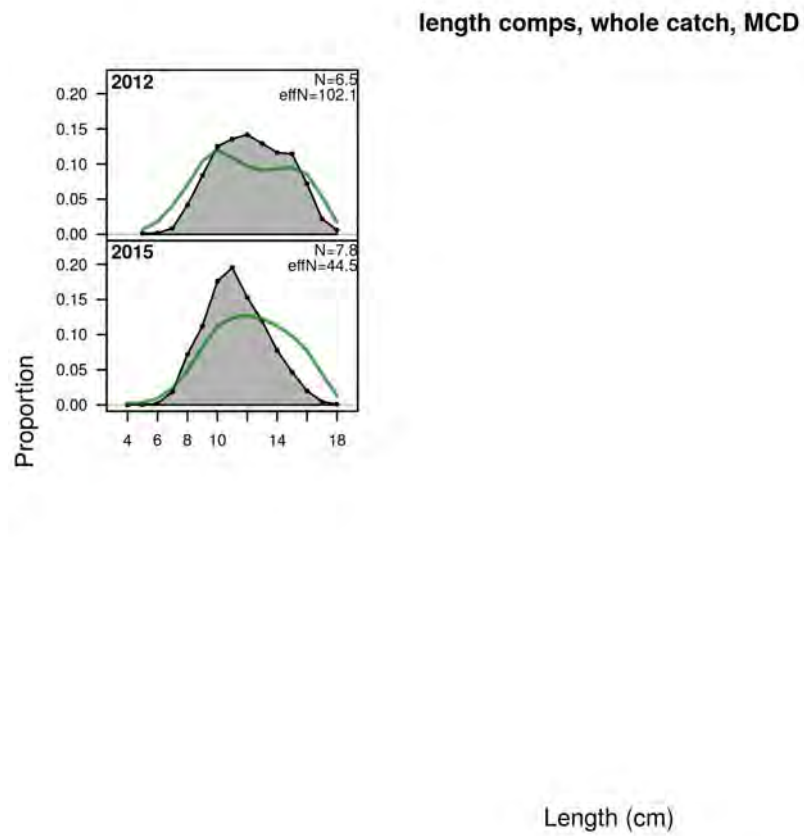 length comps, whole catch, MCD
2012
N=6.5
effN=102.1
0.20
0.15
0.10
0.05
0.00
2015
N=7.8
effN=44.5
0.20
0.15
0.10
0.05
0.00
4 6 8 10 14 18
Proportion
Length (cm)